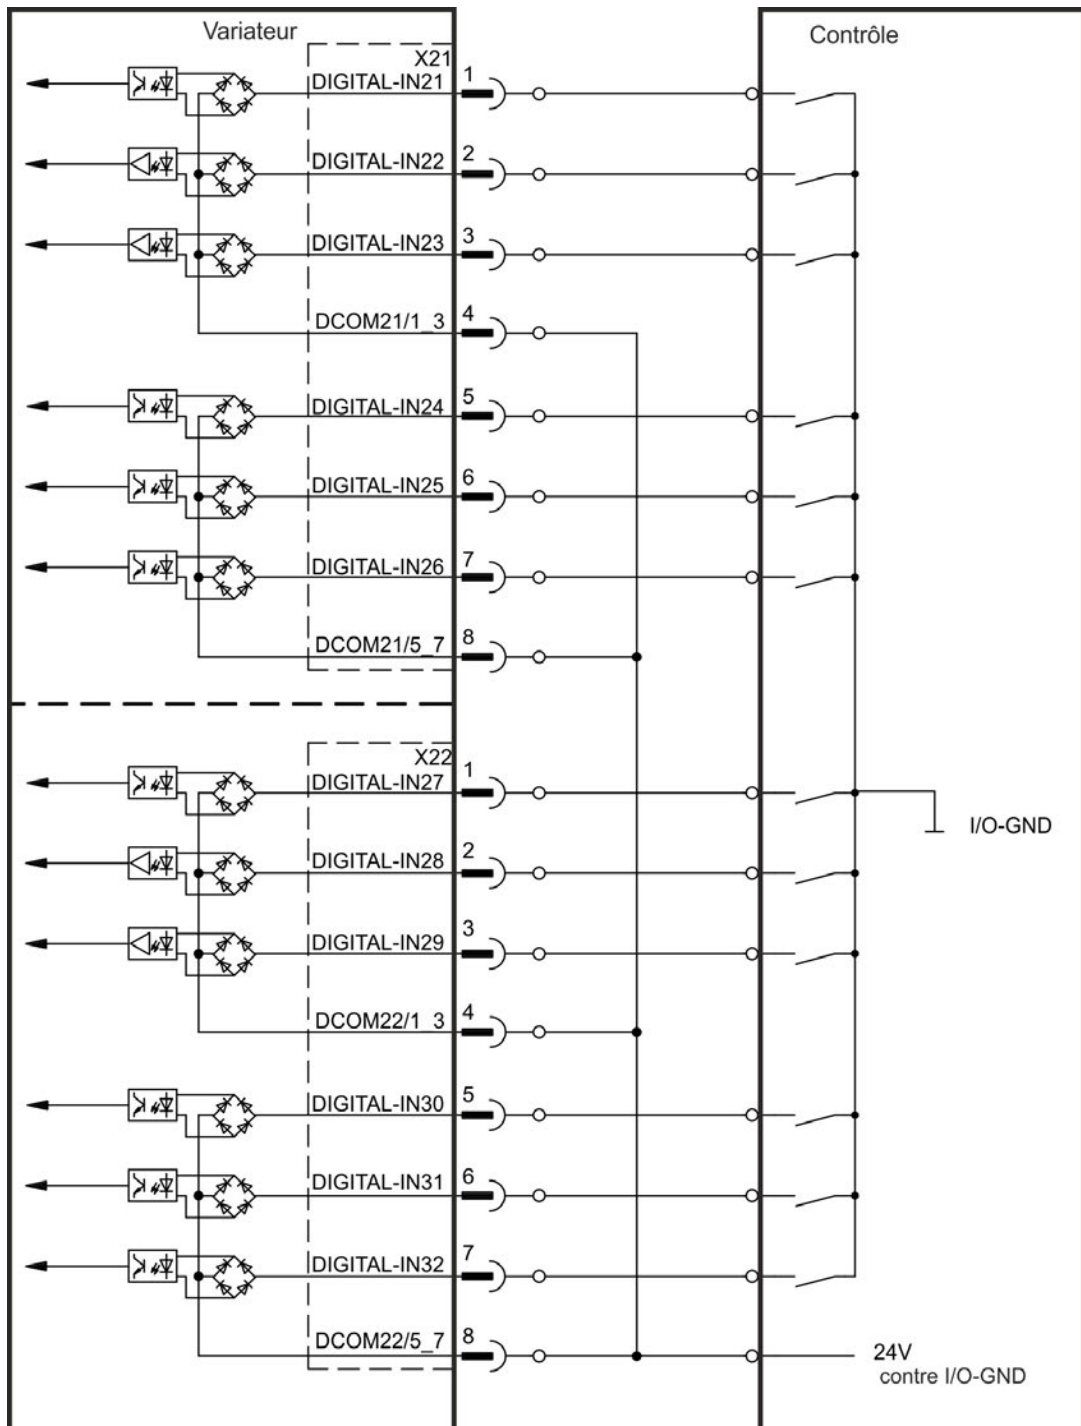 Variateur
Contrôle
X21
DIGITAL-IN21 1
DIGITAL-IN22 2
DIGITAL-IN23 3
DCOM21/1_3 4
DIGITAL-IN24 5
DIGITAL-IN25 6
DIGITAL-IN26 7
DCOM21/5_7 8
X22
DIGITAL-IN27 1
I/O-GND
DIGITAL-IN28 2
DIGITAL-IN29 3
DCOM22/1_3 4
DIGITAL-IN30 5
DIGITAL-IN31 6
DIGITAL-IN32 7
DCOM22/5_7 8
24V
contre I/O-GND